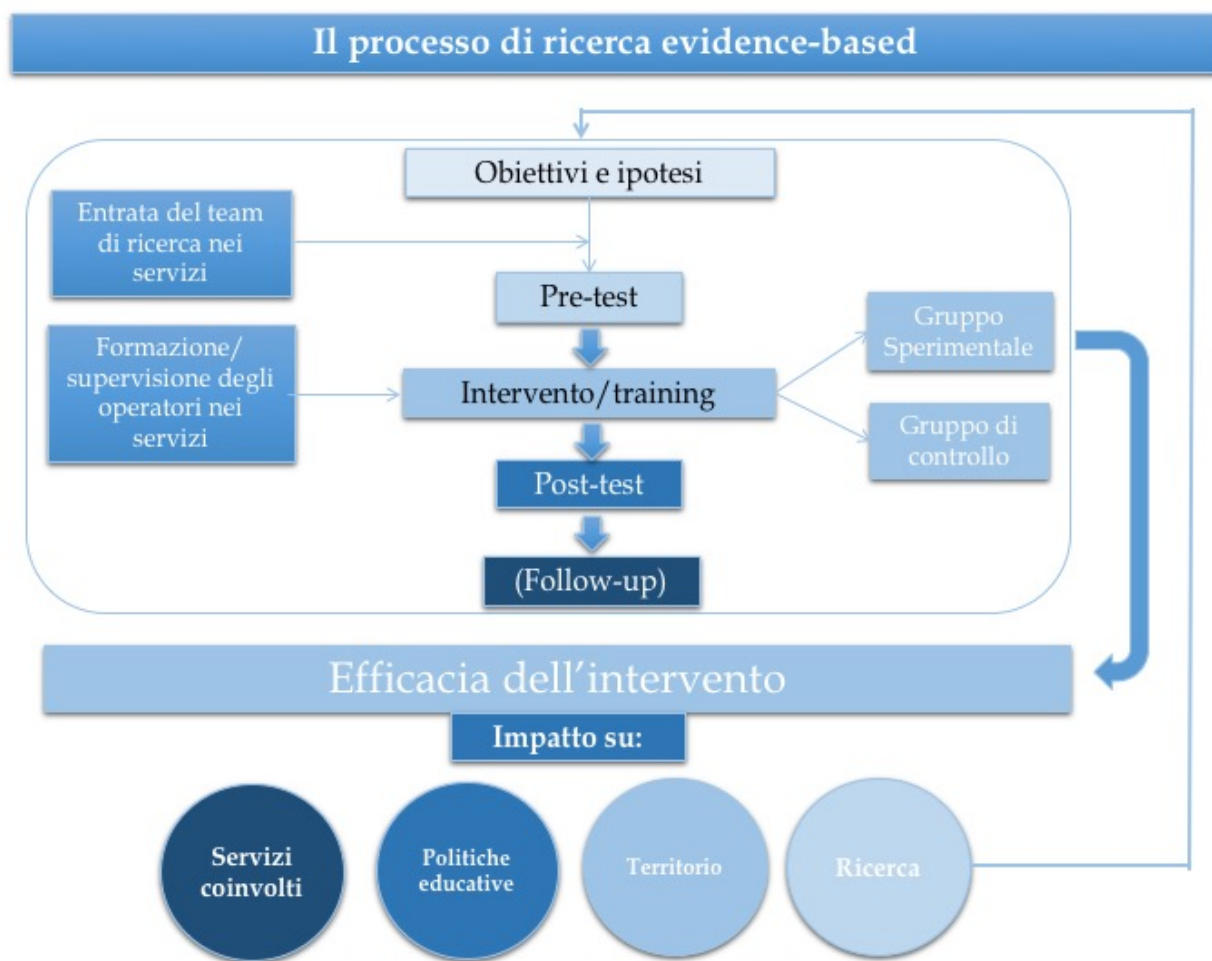 Il processo di ricerca evidence-based
Obiettivi e ipotesi
Entrata del team
di ricerca nei
servizi
Pre-test
Formazione/
supervisione degli
operatori nei
servizi
Intervento/training
Gruppo
Sperimentale
Gruppo di
controllo
Post-test
(Follow-up)
Efficacia dell’intervento
Impatto su:
Servizi
coinvolti
Politiche
educative
Territorio
Ricerca